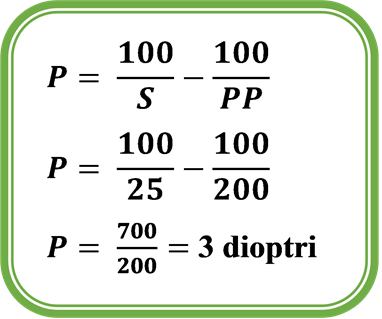 P = 100/S − 100/PP
P = 100/25 − 100/200
P = 700/200 = 3 dioptri